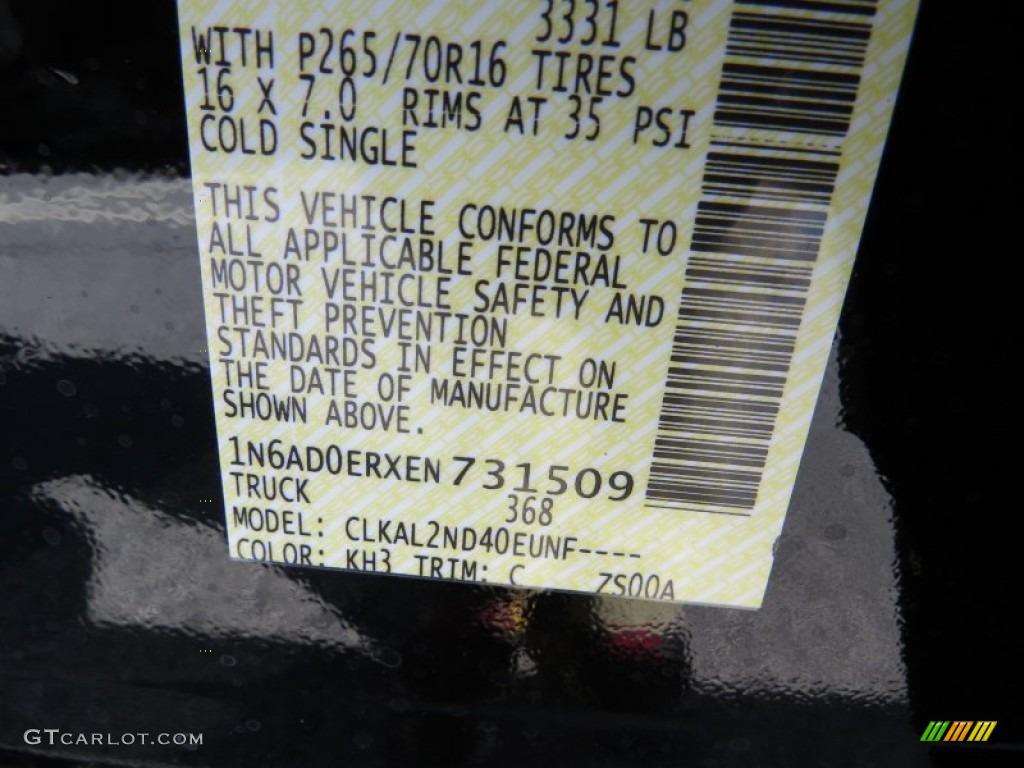 3331 LB
WITH P265/70R16 TIRES
16 X 7.0 RIMS AT 35 PSI
COLD SINGLE
THIS VEHICLE CONFORMS TO
ALL APPLICABLE FEDERAL
MOTOR VEHICLE SAFETY AND
THEFT PREVENTION
STANDARDS IN EFFECT ON
THE DATE OF MANUFACTURE
SHOWN ABOVE.
1N6AD0ERXEN731509
TRUCK 368
MODEL: CLKAL2ND40EUNF----
COLOR: KH3 TRIM: C ZS00A
GTCARLOT.COM